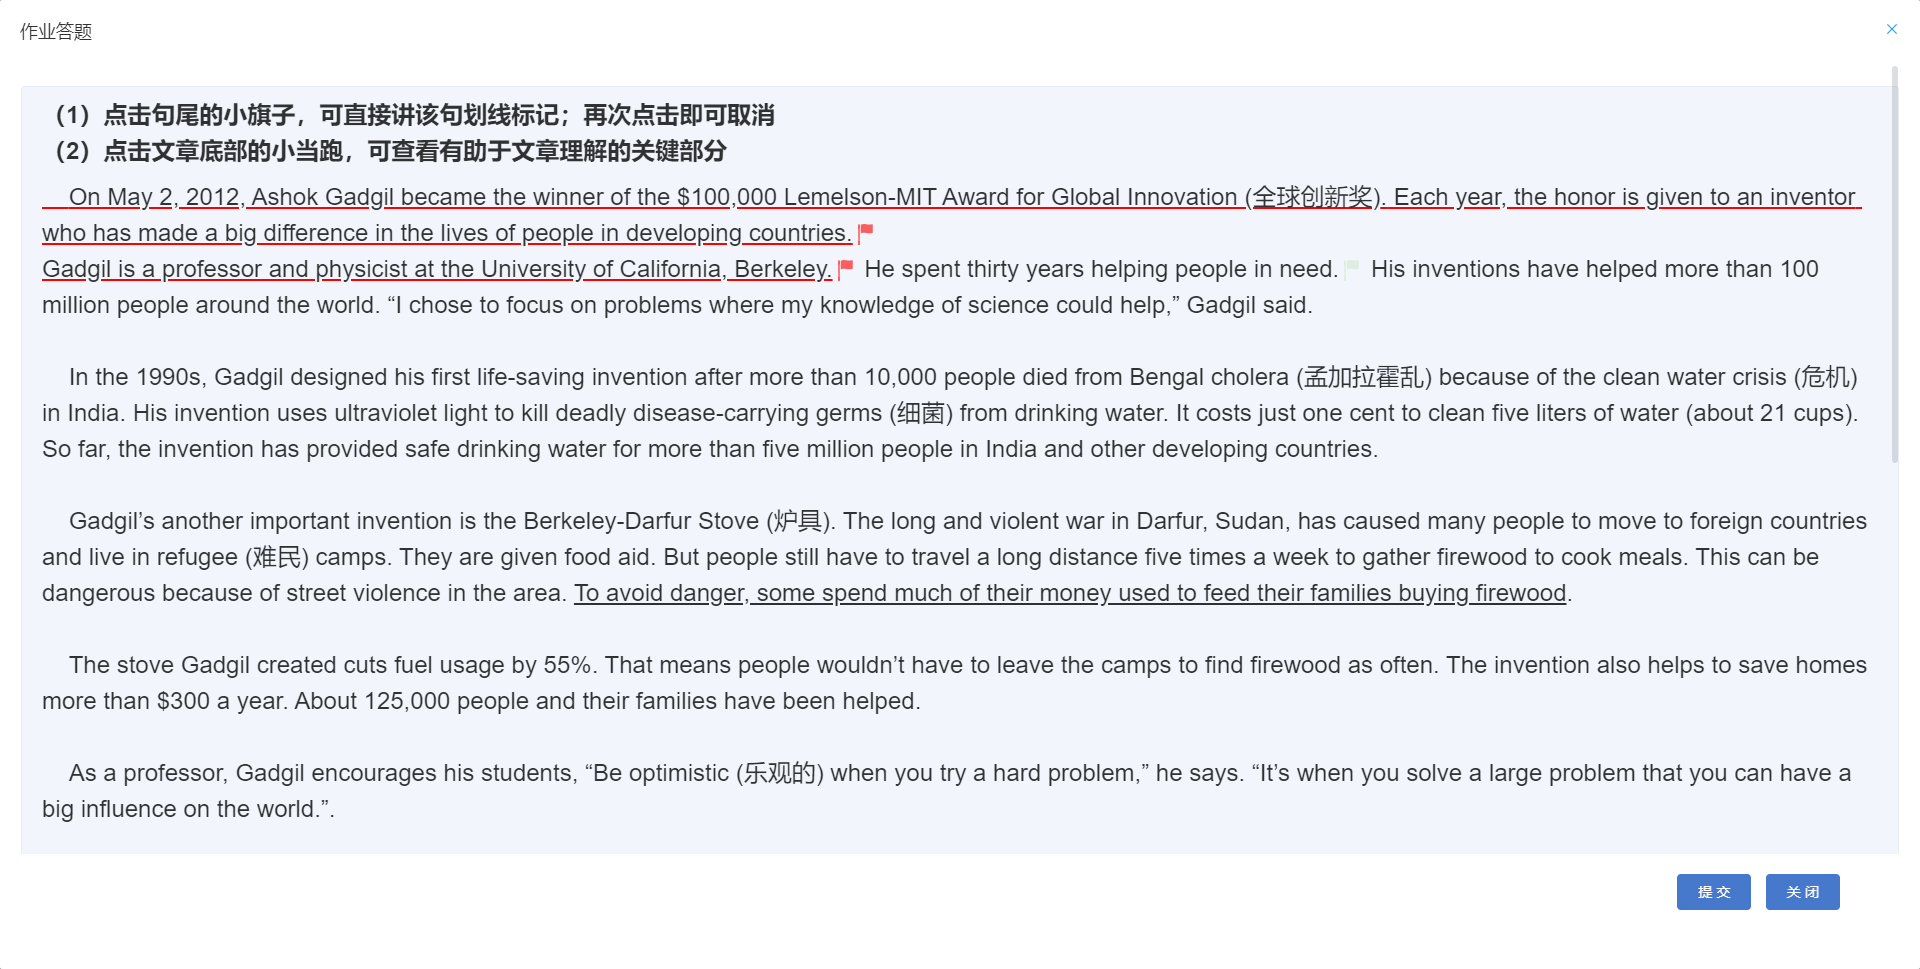 作业答题
（1）点击句尾的小旗子，可直接讲该句划线标记；再次点击即可取消
（2）点击文章底部的小当跑，可查看有助于文章理解的关键部分
On May 2, 2012, Ashok Gadgil became the winner of the $100,000 Lemelson-MIT Award for Global Innovation (全球创新奖). Each year, the honor is given to an inventor
who has made a big difference in the lives of people in developing countries.
Gadgil is a professor and physicist at the University of California, Berkeley. He spent thirty years helping people in need. His inventions have helped more than 100
million people around the world. “I chose to focus on problems where my knowledge of science could help,” Gadgil said.
In the 1990s, Gadgil designed his first life-saving invention after more than 10,000 people died from Bengal cholera (孟加拉霍乱) because of the clean water crisis (危机)
in India. His invention uses ultraviolet light to kill deadly disease-carrying germs (细菌) from drinking water. It costs just one cent to clean five liters of water (about 21 cups).
So far, the invention has provided safe drinking water for more than five million people in India and other developing countries.
Gadgil’s another important invention is the Berkeley-Darfur Stove (炉具). The long and violent war in Darfur, Sudan, has caused many people to move to foreign countries
and live in refugee (难民) camps. They are given food aid. But people still have to travel a long distance five times a week to gather firewood to cook meals. This can be
dangerous because of street violence in the area. To avoid danger, some spend much of their money used to feed their families buying firewood.
The stove Gadgil created cuts fuel usage by 55%. That means people wouldn’t have to leave the camps to find firewood as often. The invention also helps to save homes
more than $300 a year. About 125,000 people and their families have been helped.
As a professor, Gadgil encourages his students, “Be optimistic (乐观的) when you try a hard problem,” he says. “It’s when you solve a large problem that you can have a
big influence on the world.”.
提交 关闭